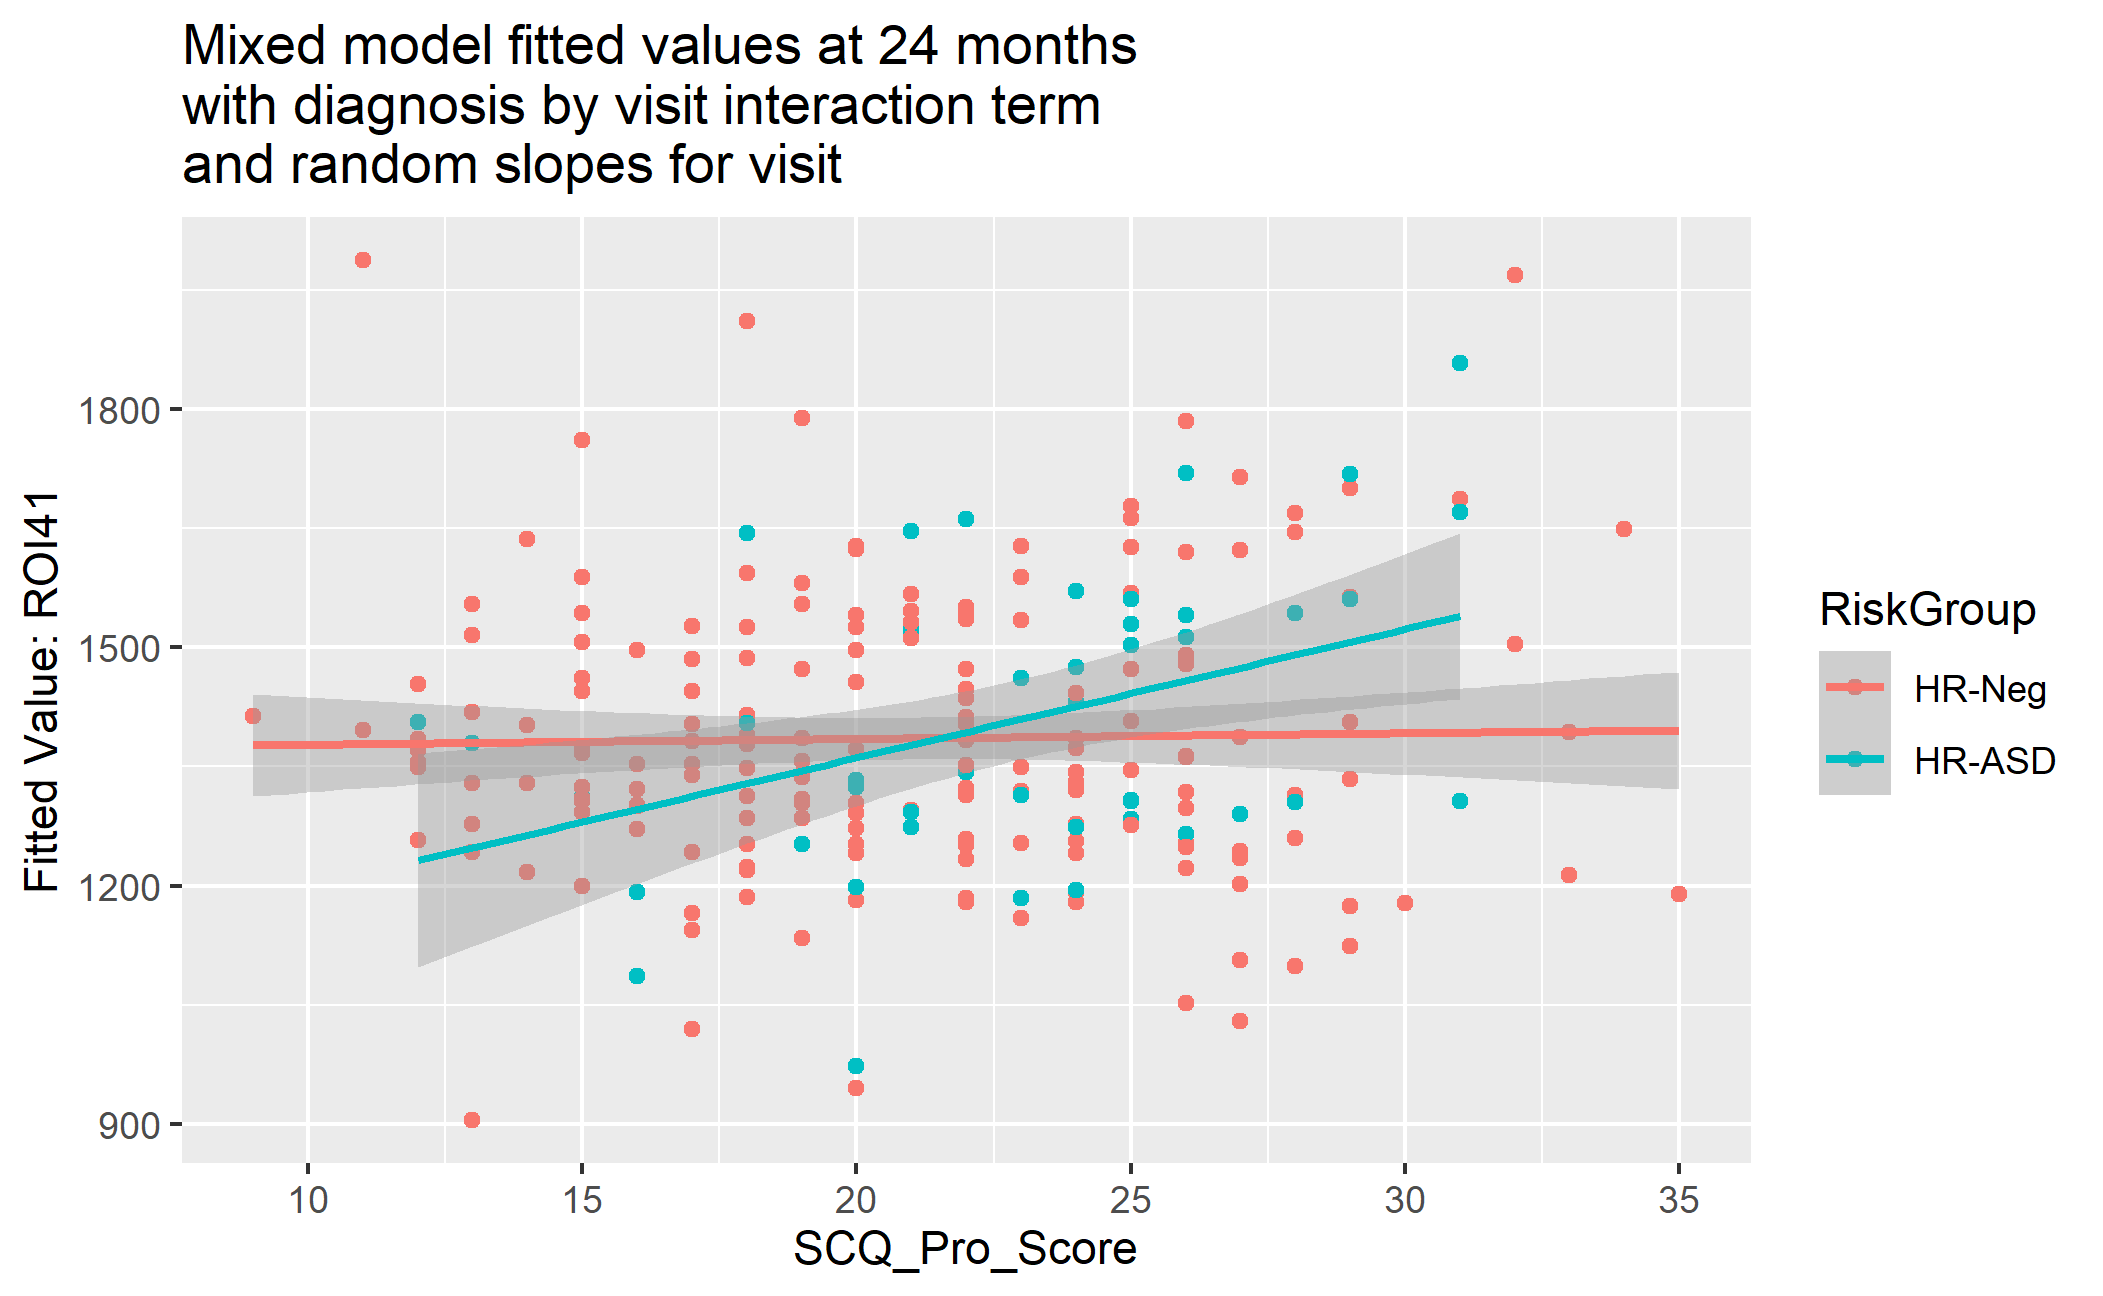 Mixed model fitted values at 24 months
with diagnosis by visit interaction term
and random slopes for visit
Fitted Value: ROI41
1800
1500
1200
900
10 15 20 25 30 35
SCQ_Pro_Score
RiskGroup
HR-Neg
HR-ASD